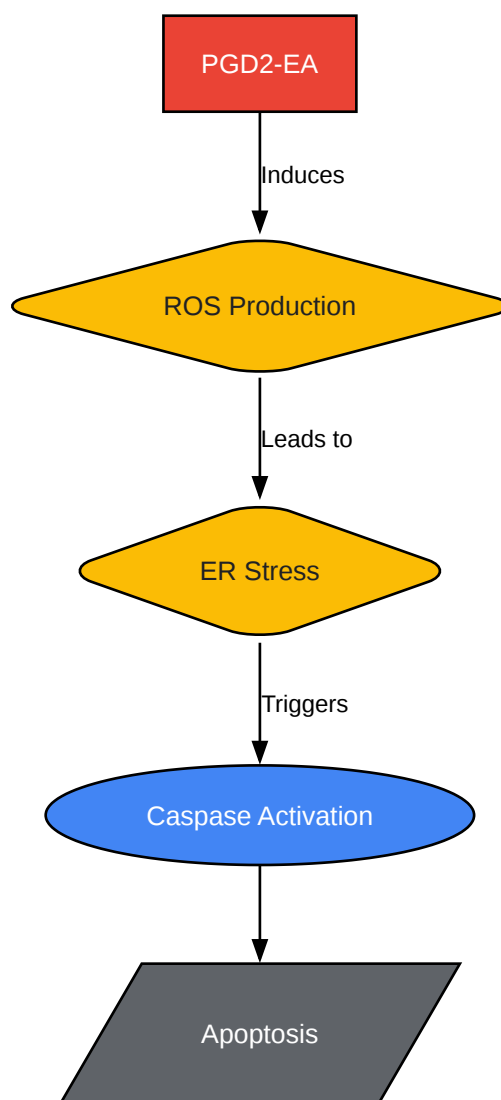 PGD2-EA
Induces
ROS Production
Leads to
ER Stress
Triggers
Caspase Activation
Apoptosis